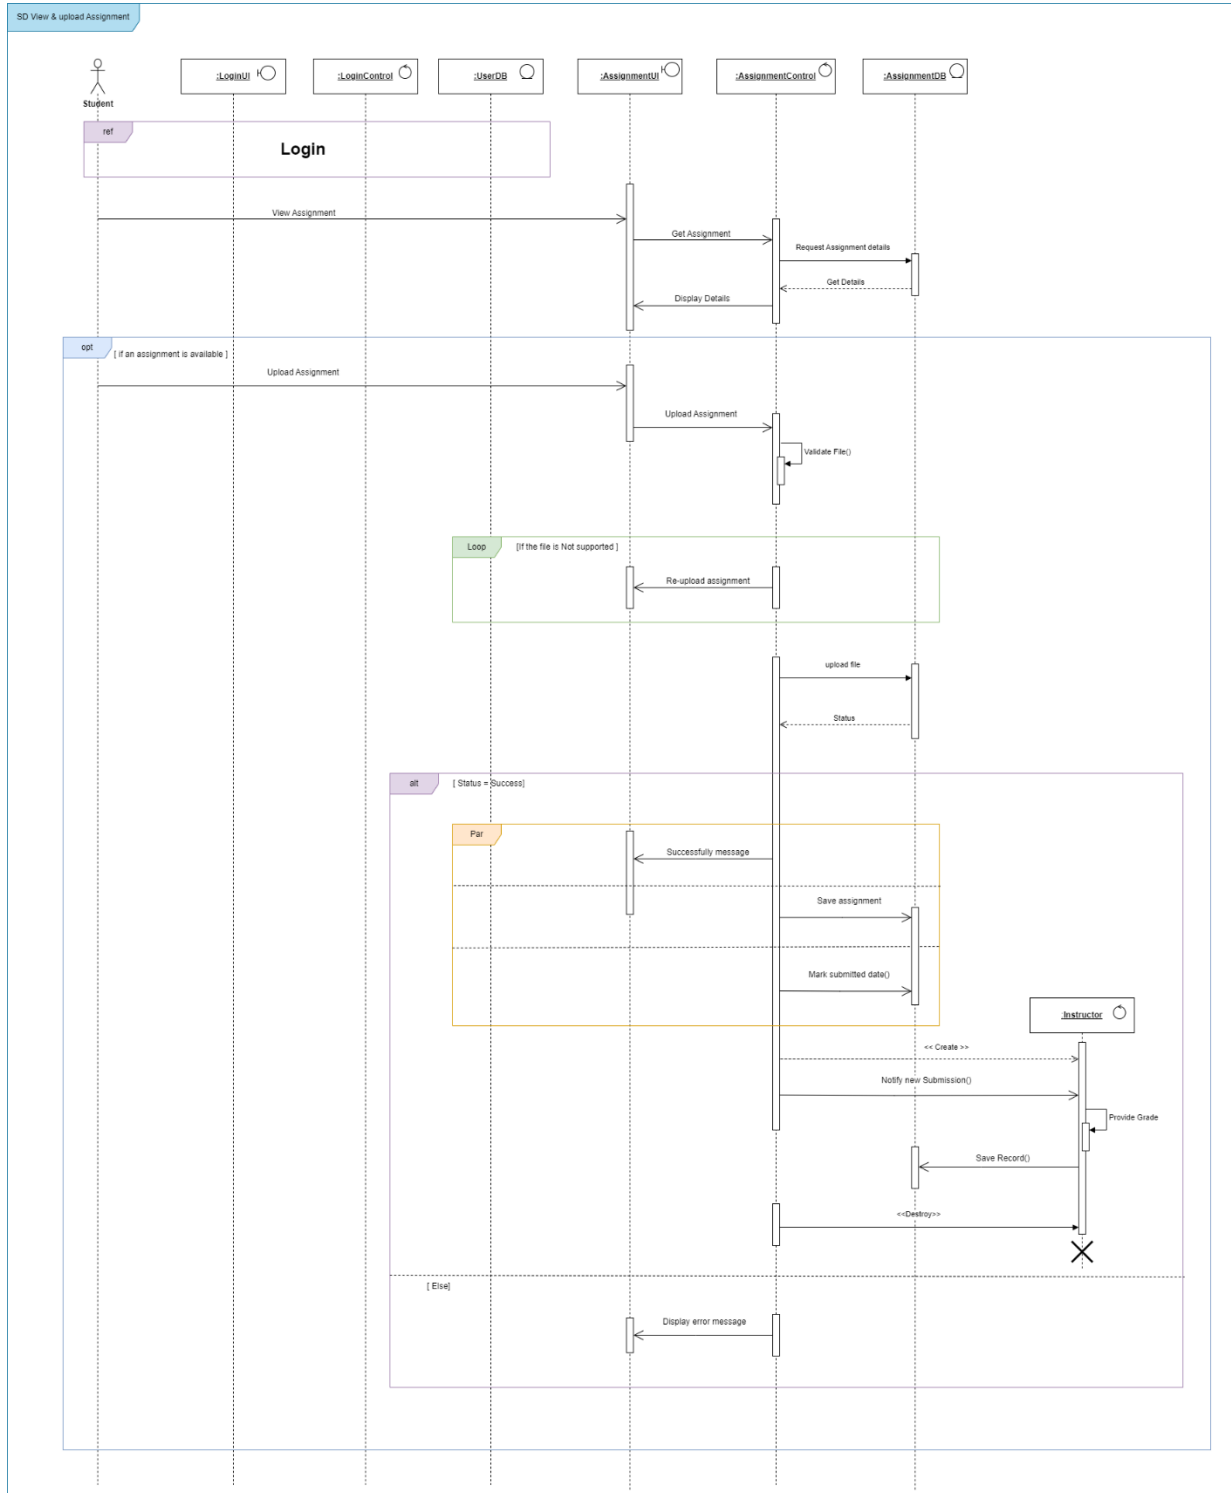 SD View & upload Assignment
:LoginUI
:LoginControl
:UserDB
:AssignmentUI
:AssignmentControl
:AssignmentDB
Student
ref
Login
View Assignment
Get Assignment
Request Assignment details
Get Details
Display Details
opt
[ if an assignment is available ]
Upload Assignment
Upload Assignment
Validate File()
Loop
[If the file is Not supported ]
Re-upload assignment
upload file
Status
alt
[ Status = Success]
Par
Successfully message
Save assignment
Mark submitted date()
:Instructor
<< Create >>
Notify new Submission()
Provide Grade
Save Record()
<<Destroy>>
[ Else]
Display error message